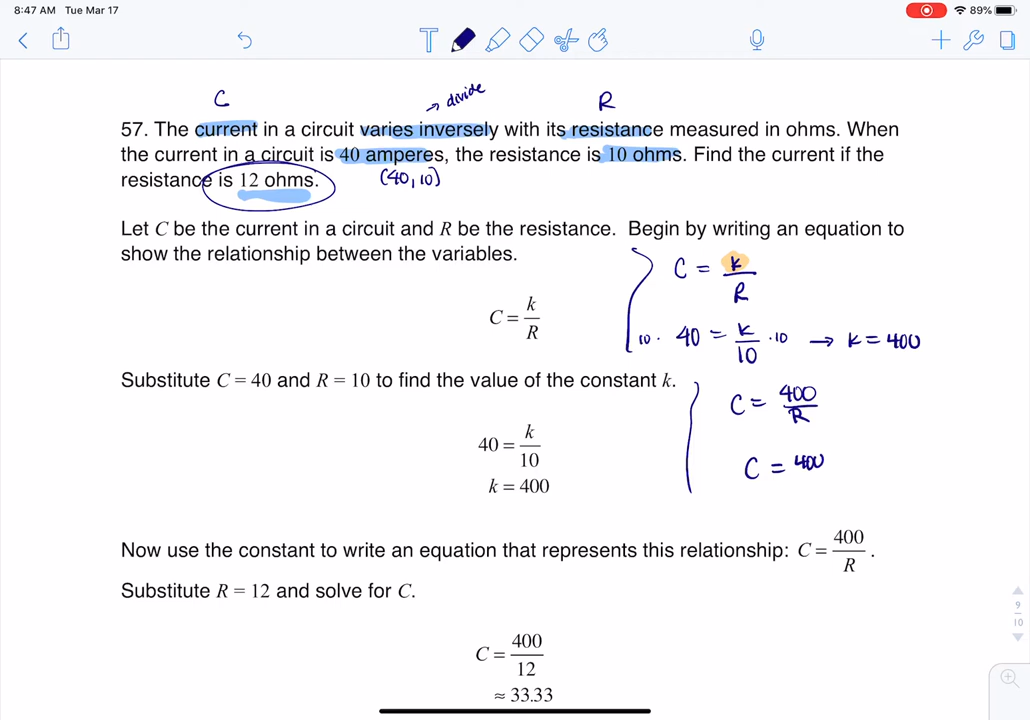 8:47 AM Tue Mar 17
89%
T
C → divide R
57. The current in a circuit varies inversely with its resistance measured in ohms. When
the current in a circuit is 40 amperes, the resistance is 10 ohms. Find the current if the
resistance is 12 ohms.
(40, 10)
Let C be the current in a circuit and R be the resistance. Begin by writing an equation to
show the relationship between the variables.
C = k/R
C = k/R
10 · 40 = k/10 · 10 → k = 400
Substitute C = 40 and R = 10 to find the value of the constant k.
C = 400/R
40 = k/10
C = 400
k = 400
Now use the constant to write an equation that represents this relationship: C = 400/R .
Substitute R = 12 and solve for C.
C = 400/12
≈ 33.33
9
10